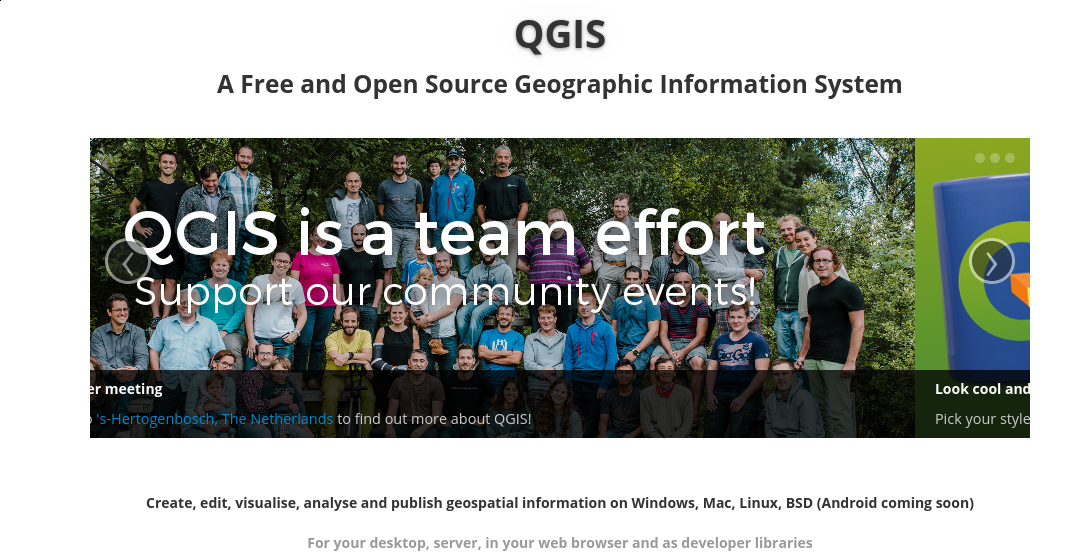 QGIS
A Free and Open Source Geographic Information System
QGIS is a team effort
Support our community events!
er meeting
's-Hertogenbosch, The Netherlands to find out more about QGIS!
Look cool and
Pick your style
Create, edit, visualise, analyse and publish geospatial information on Windows, Mac, Linux, BSD (Android coming soon)
For your desktop, server, in your web browser and as developer libraries